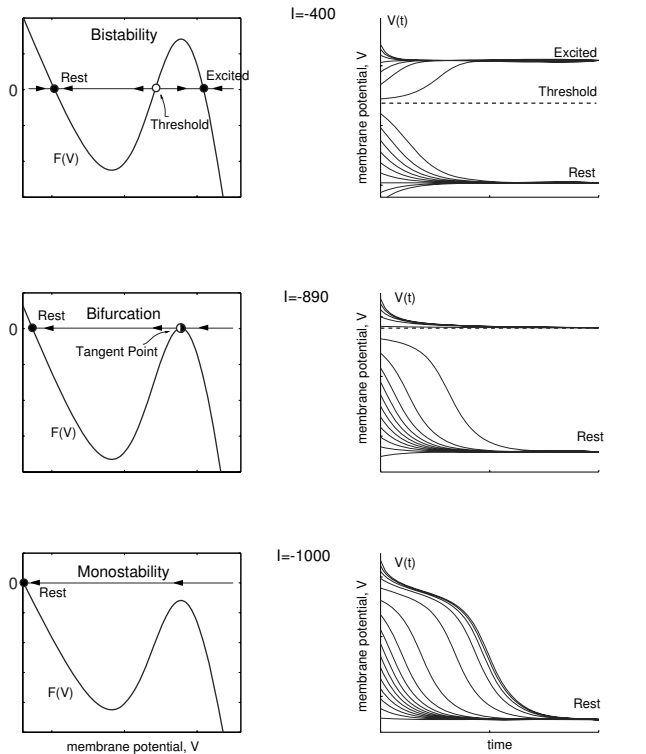 I=-400
Bistability
Rest
Excited
0
Threshold
F(V)
V(t)
membrane potential, V
Excited
Threshold
Rest
I=-890
Bifurcation
Rest
0
Tangent Point
F(V)
V(t)
membrane potential, V
Rest
I=-1000
Monostability
0
Rest
F(V)
membrane potential, V
V(t)
membrane potential, V
Rest
time